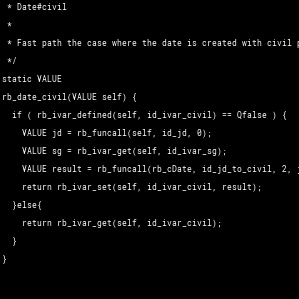 * Date#civil
*
* Fast path the case where the date is created with civil
*/
static VALUE
rb_date_civil(VALUE self) {
if ( rb_ivar_defined(self, id_ivar_civil) == Qfalse ) {
VALUE jd = rb_funcall(self, id_jd, 0);
VALUE sg = rb_ivar_get(self, id_ivar_sg);
VALUE result = rb_funcall(rb_cDate, id_jd_to_civil, 2,
return rb_ivar_set(self, id_ivar_civil, result);
}else{
return rb_ivar_get(self, id_ivar_civil);
}
}